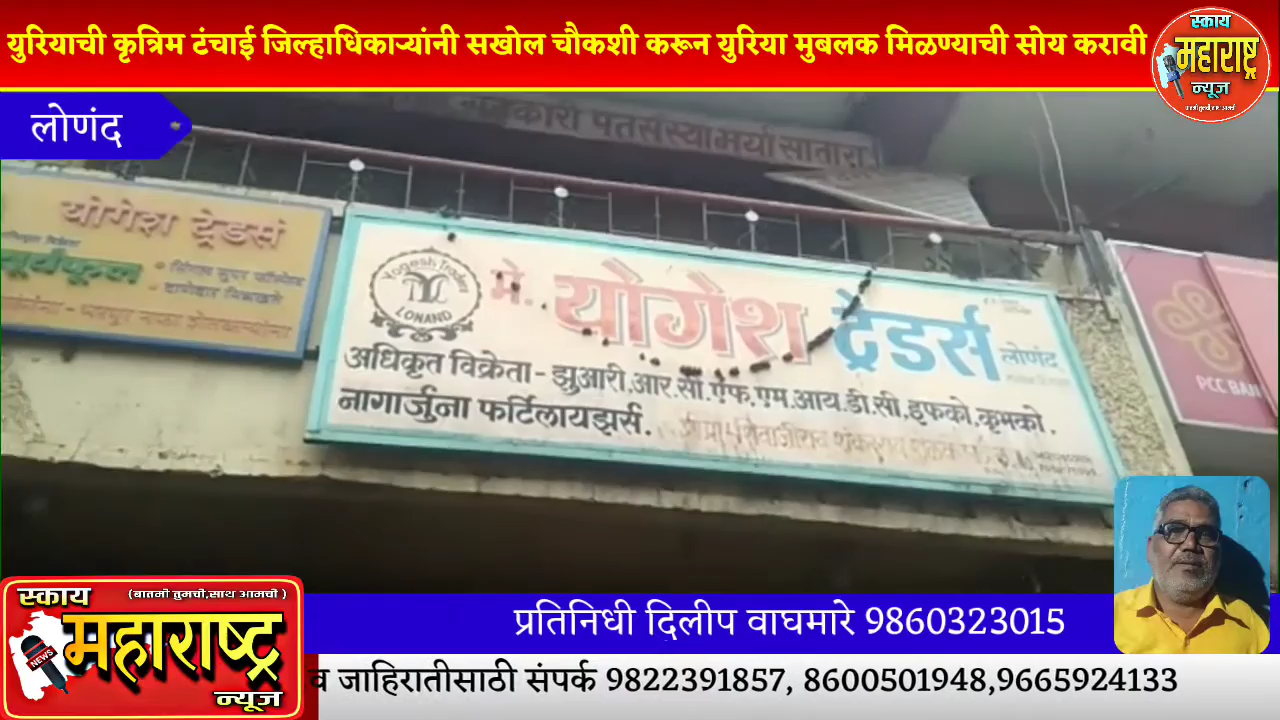 युरियाची कृत्रिम टंचाई जिल्हाधिकाऱ्यांनी सखोल चौकशी करून युरिया मुबलक मिळण्याची सोय करावी
स्काय
महाराष्ट्र
न्यूज
लोणंद
पतसंस्था मर्या सातारा
योगेश ट्रेडर्स
Yogesh Traders
LONAND
मे. योगेश ट्रेडर्स
लोणंद
अधिकृत विक्रेता - झुआरी,आर.सी.एफ.एम.आय.डी.सी,इफको,कृभको.
नागार्जुना फर्टिलायझर्स.
PCC BAN
स्काय
(बातमी तुमची,साथ आमची )
महाराष्ट्र
NEWS
न्यूज
प्रतिनिधी दिलीप वाघमारे 9860323015
व जाहिरातीसाठी संपर्क 9822391857, 8600501948,9665924133